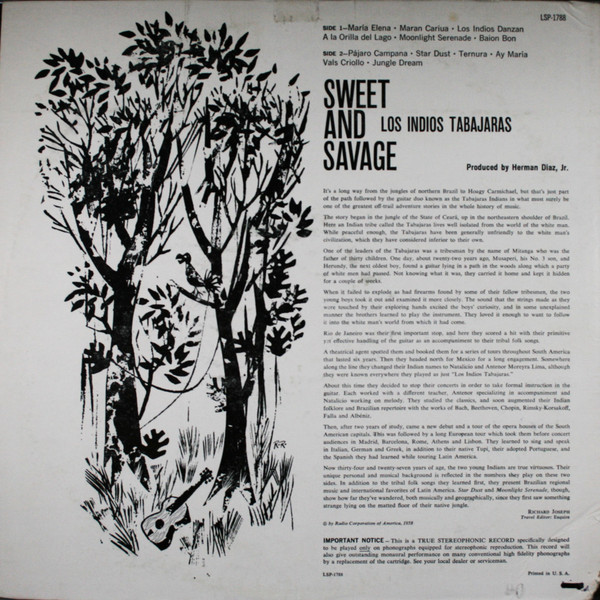 LSP-1788
SIDE 1—Maria Elena • Maran Cariua • Los Indios Danzan
A la Orilla del Lago • Moonlight Serenade • Baion Bon
SIDE 2—Pájaro Campana • Star Dust • Ternura • Ay María
Vals Criollo • Jungle Dream
SWEET
AND LOS INDIOS TABAJARAS
SAVAGE
Produced by Herman Diaz, Jr.
It's a long way from the jungles of northern Brazil to Hoagy Carmichael, but that's just part
of the path followed by the guitar duo known as the Tabajaras Indians in what must surely be
one of the greatest off-trail adventure stories in the whole history of music.
The story began in the jungle of the State of Ceará, up in the northeastern shoulder of Brazil.
Here an Indian tribe called the Tabajaras lives well isolated from the world of the white man.
While peaceful enough, the Tabajaras have been generally unfriendly to the white man's
civilization, which they have considered inferior to their own.
One of the leaders of the Tabajaras was a tribesman by the name of Mitanga who was the
father of thirty children. One day, about twenty-two years ago, Musaperi, his No. 3 son, and
Herundy, the next oldest boy, found a guitar lying in a path in the woods along which a party
of white men had passed. Not knowing what it was, they carried it home and kept it hidden
for a couple of weeks.
When it failed to explode as had firearms found by some of their fellow tribesmen, the two
young boys took it out and examined it more closely. The sound that the strings made as they
were touched by their exploring hands excited the boys' curiosity, and in some unexplained
manner the brothers learned to play the instrument. They loved it enough to want to follow
it into the white man's world from which it had come.
Rio de Janeiro was their first important stop, and here they scored a hit with their primitive
yet effective handling of the guitar as an accompaniment to their tribal folk songs.
A theatrical agent spotted them and booked them for a series of tours throughout South America
that lasted six years. Then they headed north for Mexico for a long engagement. Somewhere
along the line they changed their Indian names to Natalicio and Antenor Moreyra Lima, although
they were known everywhere they played as just "Los Indios Tabajaras."
About this time they decided to stop their concerts in order to take formal instruction in the
guitar. Each worked with a different teacher, Antenor specializing in accompaniment and
Natalicio working on melody. They studied the classics, and soon augmented their Indian
folklore and Brazilian repertoire with the works of Bach, Beethoven, Chopin, Rimsky-Korsakoff,
Falla and Albéniz.
Then, after two years of study, came a new debut and a tour of the opera houses of the South
American capitals. This was followed by a long European tour which took them before concert
audiences in Madrid, Barcelona, Rome, Athens and Lisbon. They learned to sing and speak
in Italian, German and Greek, in addition to their native Tupi, their adopted Portuguese, and
the Spanish they had learned while touring Latin America.
Now thirty-four and twenty-seven years of age, the two young Indians are true virtuosos. Their
unique personal and musical background is reflected in the numbers they play on these two
sides. In addition to the tribal folk songs they learned first, they present Brazilian regional
music and international favorites of Latin America. Star Dust and Moonlight Serenade, though,
show how far they've wandered, both musically and geographically, since they first saw something
strange lying on the matted floor of their native jungle.
RICHARD JOSEPH
Travel Editor: Esquire
© by Radio Corporation of America, 1958
IMPORTANT NOTICE—This is a TRUE STEREOPHONIC RECORD specifically designed
to be played only on phonographs equipped for stereophonic reproduction. This record will
also give outstanding monaural performance on many conventional high fidelity phonographs
by a replacement of the cartridge. See your local dealer or serviceman.
LSP-1788
Printed in U. S. A.